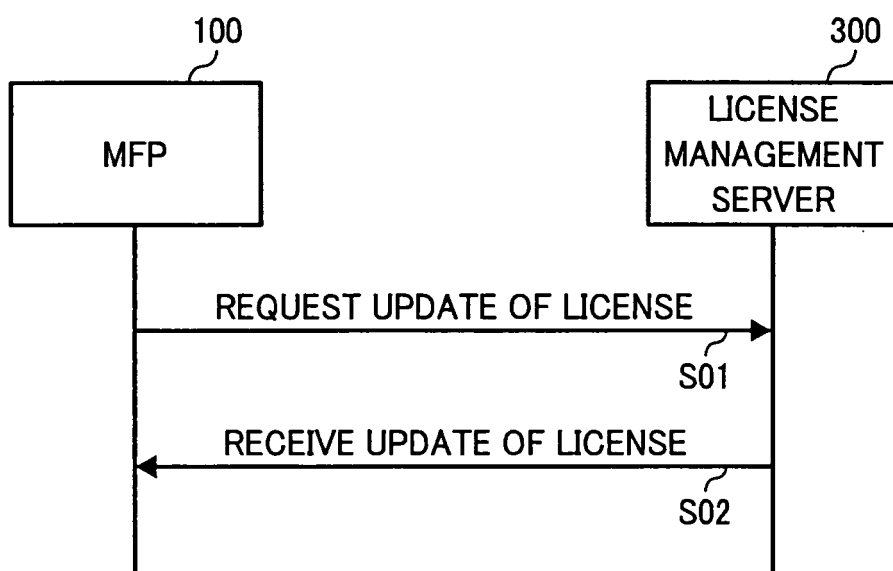 100
300
MFP
LICENSE
MANAGEMENT
SERVER
REQUEST UPDATE OF LICENSE
S01
RECEIVE UPDATE OF LICENSE
S02